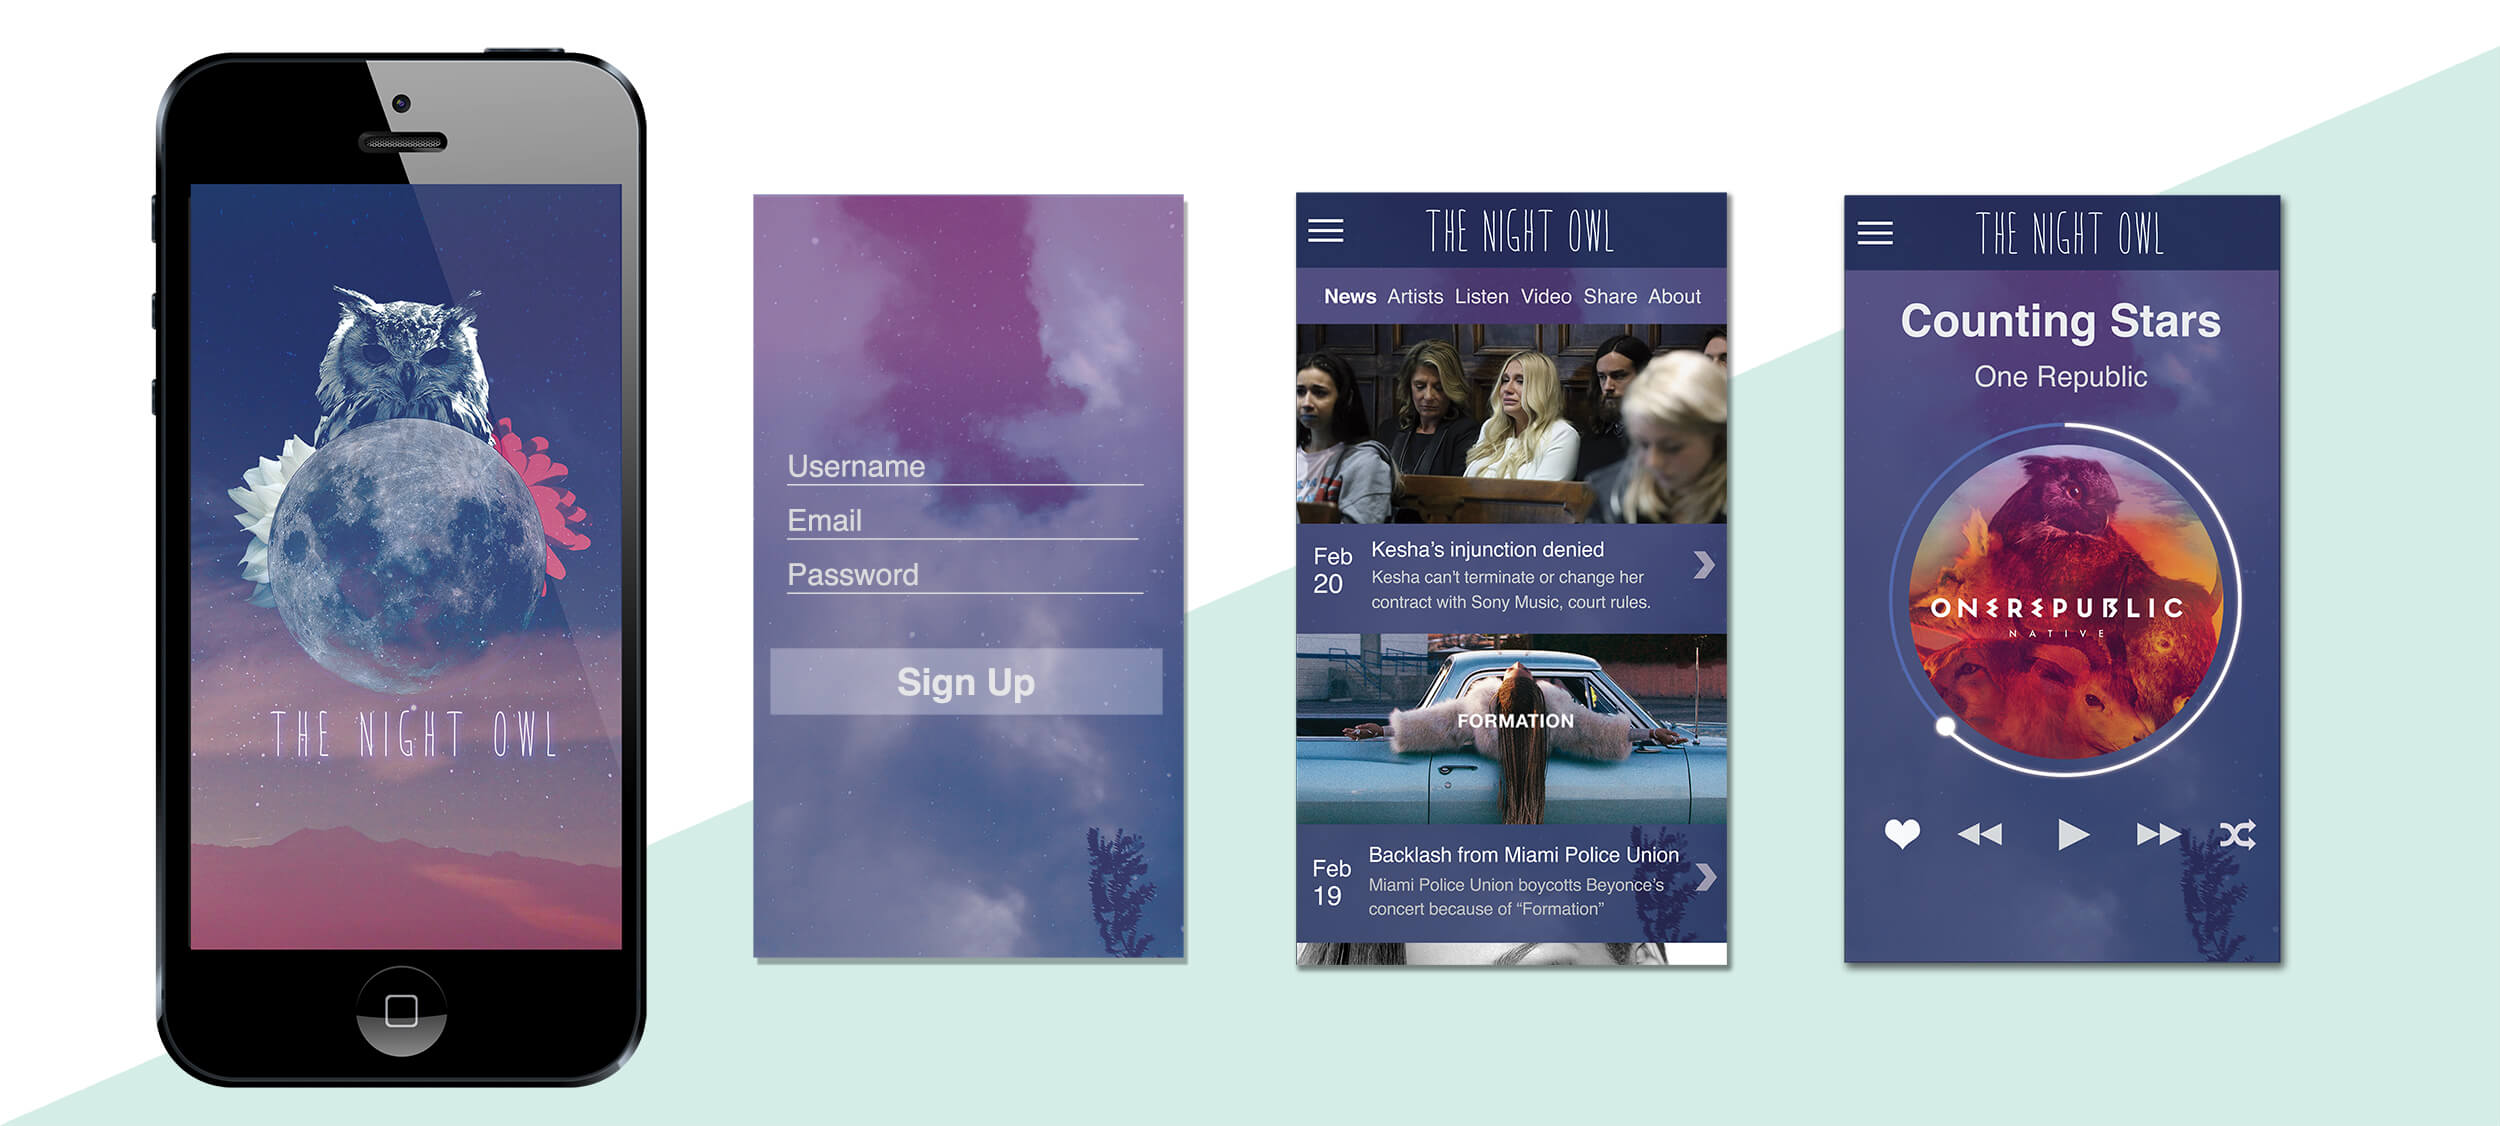 THE NIGHT OWL
Username
Email
Password
Sign Up
THE NIGHT OWL
News Artists Listen Video Share About
Feb
20
Kesha's injunction denied
Kesha can't terminate or change her
contract with Sony Music, court rules.
FORMATION
Feb
19
Backlash from Miami Police Union
Miami Police Union boycotts Beyonce's
concert because of “Formation”
THE NIGHT OWL
Counting Stars
One Republic
ONEREPUBLIC
NATIVE